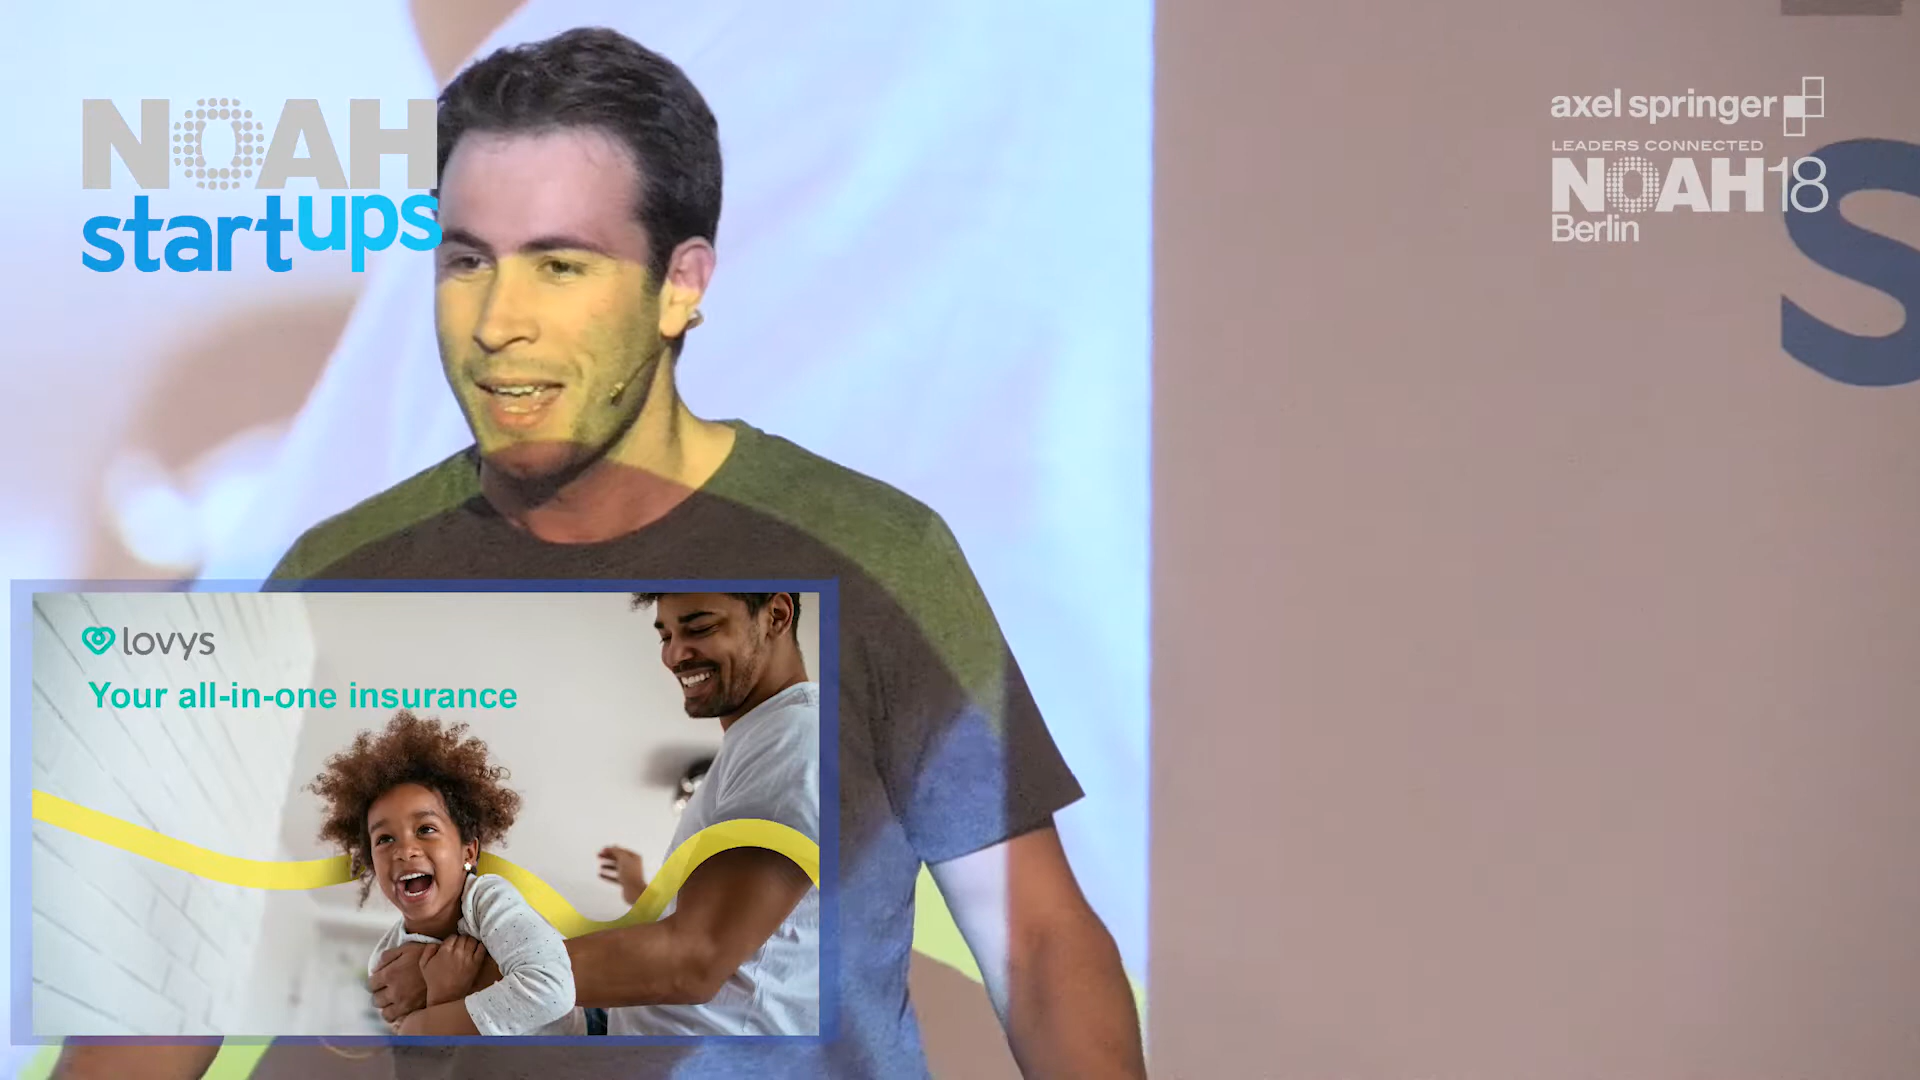 NOAH
startups
axel springer
LEADERS CONNECTED
NOAH18
Berlin
S
lovys
Your all-in-one insurance